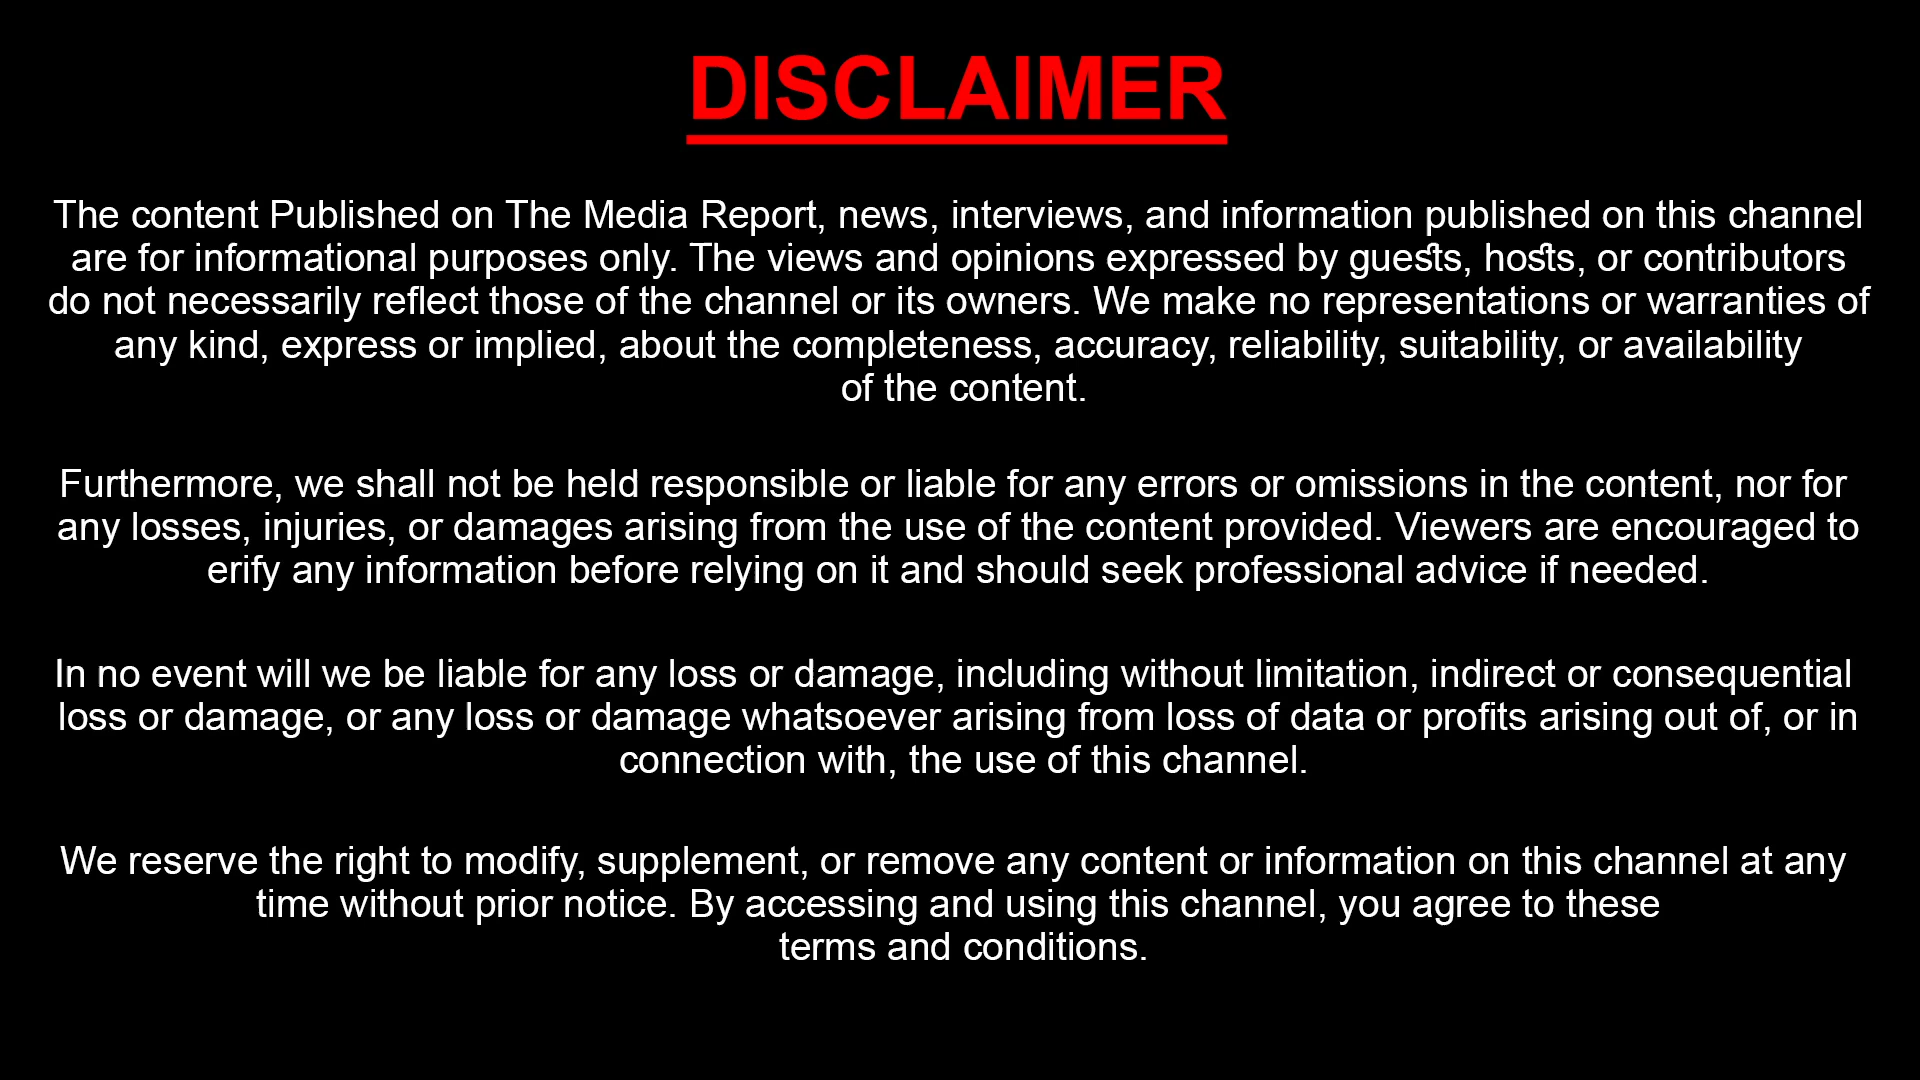 DISCLAIMER
The content Published on The Media Report, news, interviews, and information published on this channel
are for informational purposes only. The views and opinions expressed by guests, hosts, or contributors
do not necessarily reflect those of the channel or its owners. We make no representations or warranties of
any kind, express or implied, about the completeness, accuracy, reliability, suitability, or availability
of the content.
Furthermore, we shall not be held responsible or liable for any errors or omissions in the content, nor for
any losses, injuries, or damages arising from the use of the content provided. Viewers are encouraged to
erify any information before relying on it and should seek professional advice if needed.
In no event will we be liable for any loss or damage, including without limitation, indirect or consequential
loss or damage, or any loss or damage whatsoever arising from loss of data or profits arising out of, or in
connection with, the use of this channel.
We reserve the right to modify, supplement, or remove any content or information on this channel at any
time without prior notice. By accessing and using this channel, you agree to these
terms and conditions.